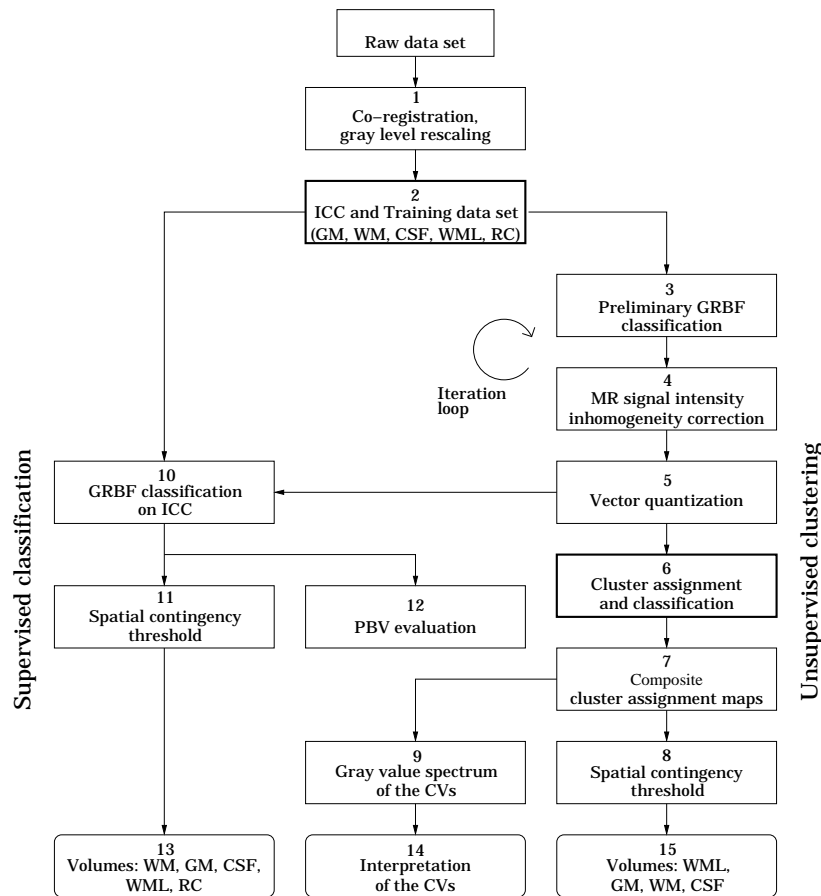 Raw data set
1
Co−registration,
gray level rescaling
2
ICC and Training data set
(GM, WM, CSF, WML, RC)
3
Preliminary GRBF
classification
Iteration
loop
4
MR signal intensity
inhomogeneity correction
Supervised classification
Unsupervised clustering
10
GRBF classification
on ICC
5
Vector quantization
6
Cluster assignment
and classification
11
Spatial contingency
threshold
12
PBV evaluation
7
Composite
cluster assignment maps
9
Gray value spectrum
of the CVs
8
Spatial contingency
threshold
13
Volumes: WM, GM, CSF,
WML, RC
14
Interpretation
of the CVs
15
Volumes: WML,
GM, WM, CSF